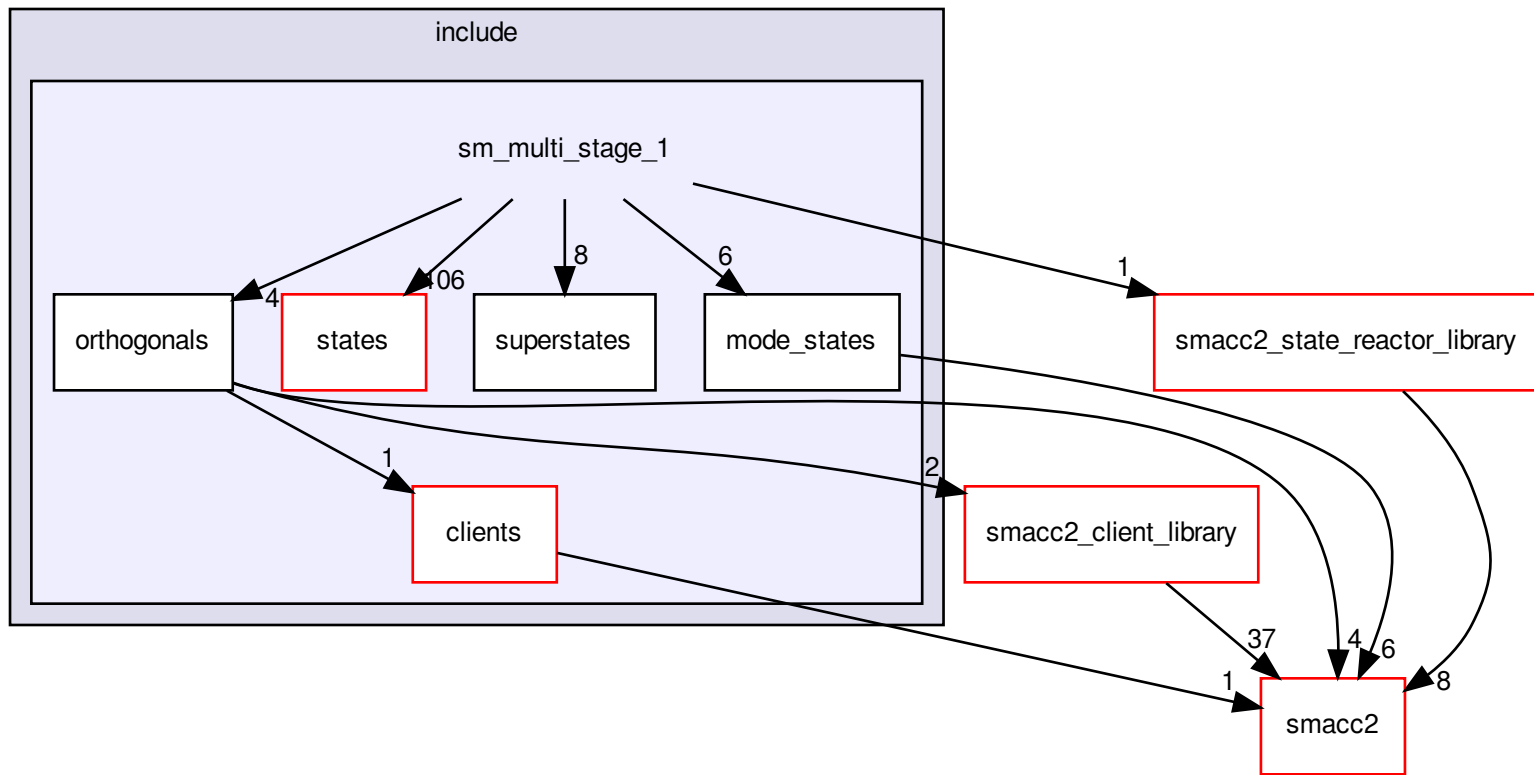 include
sm_multi_stage_1
4
106
8
6
1
orthogonals
states
superstates
mode_states
smacc2_state_reactor_library
1
2
clients
smacc2_client_library
37
4
6
8
1
smacc2